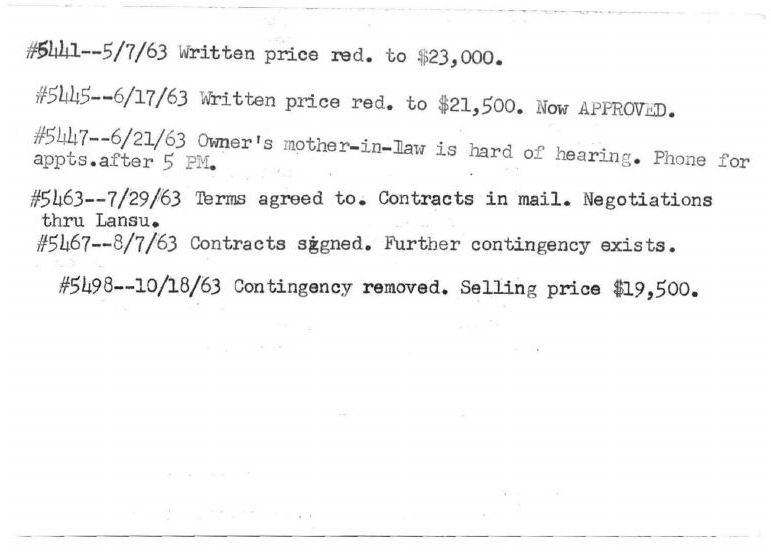 #5441--5/7/63 Written price red. to $23,000.
#5445--6/17/63 Written price red. to $21,500. Now APPROVED.
#5447--6/21/63 Owner's mother-in-law is hard of hearing. Phone for
appts.after 5 PM.
#5463--7/29/63 Terms agreed to. Contracts in mail. Negotiations
thru Lansu.
#5467--8/7/63 Contracts signed. Further contingency exists.
#5498--10/18/63 Contingency removed. Selling price $19,500.